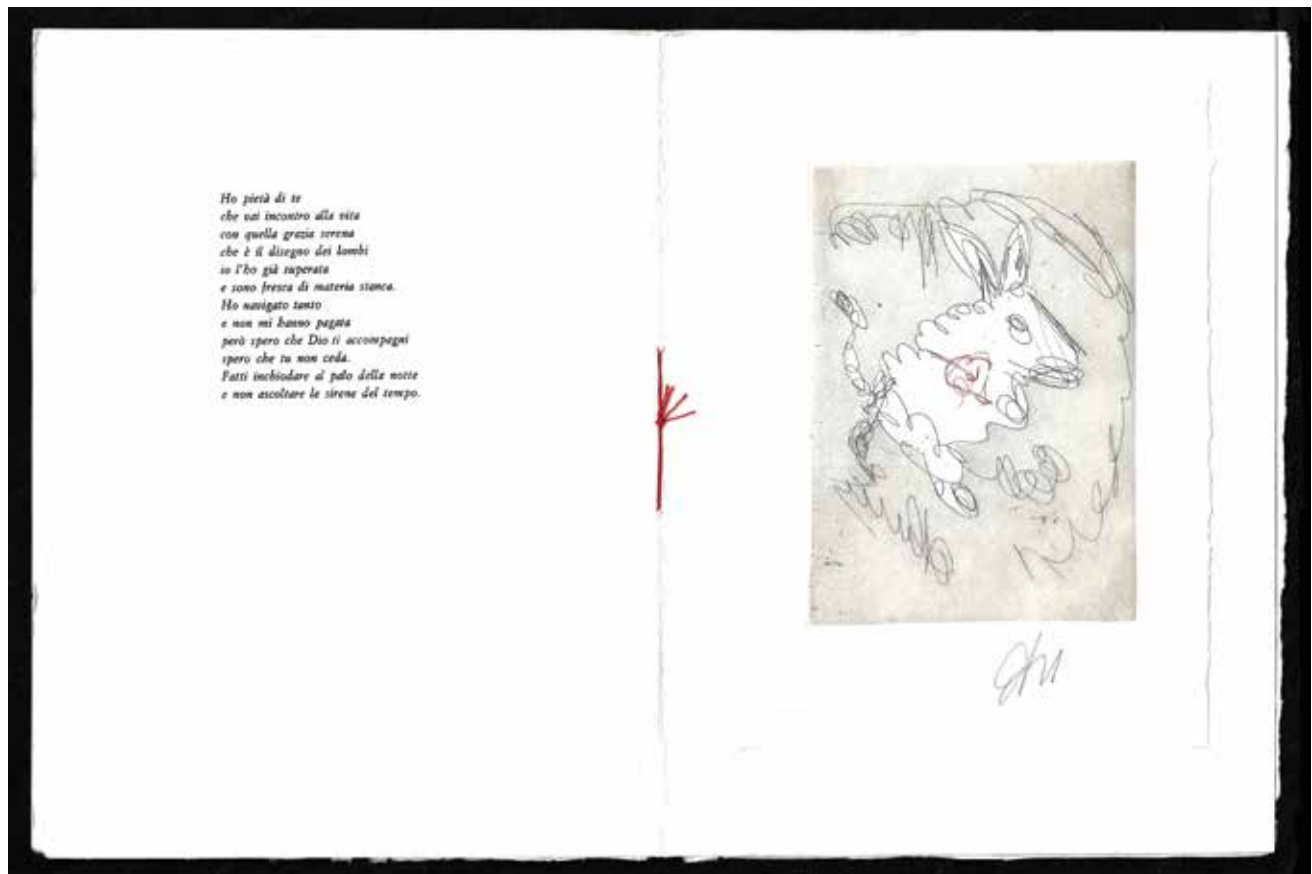 Ho pietà di te
che vai incontro alla vita
con quella grazia serena
che è il disegno dei lombi
io l'ho già superata
e sono fresca di materia stanca.
Ho navigato tanto
e non mi hanno pagata
però spero che Dio ti accompagni
spero che tu non ceda.
Fatti inchiodare al palo della notte
e non ascoltare le sirene del tempo.